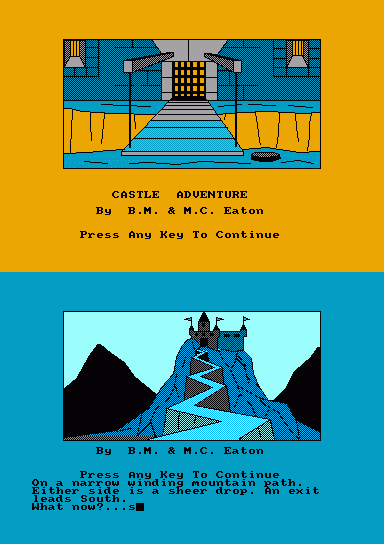 CASTLE ADVENTURE
By B.M. & M.C. Eaton
Press Any Key To Continue
By B.M. & M.C. Eaton
Press Any Key To Continue
On a narrow winding mountain path.
Either side is a sheer drop. An exit
leads South.
What now?...s